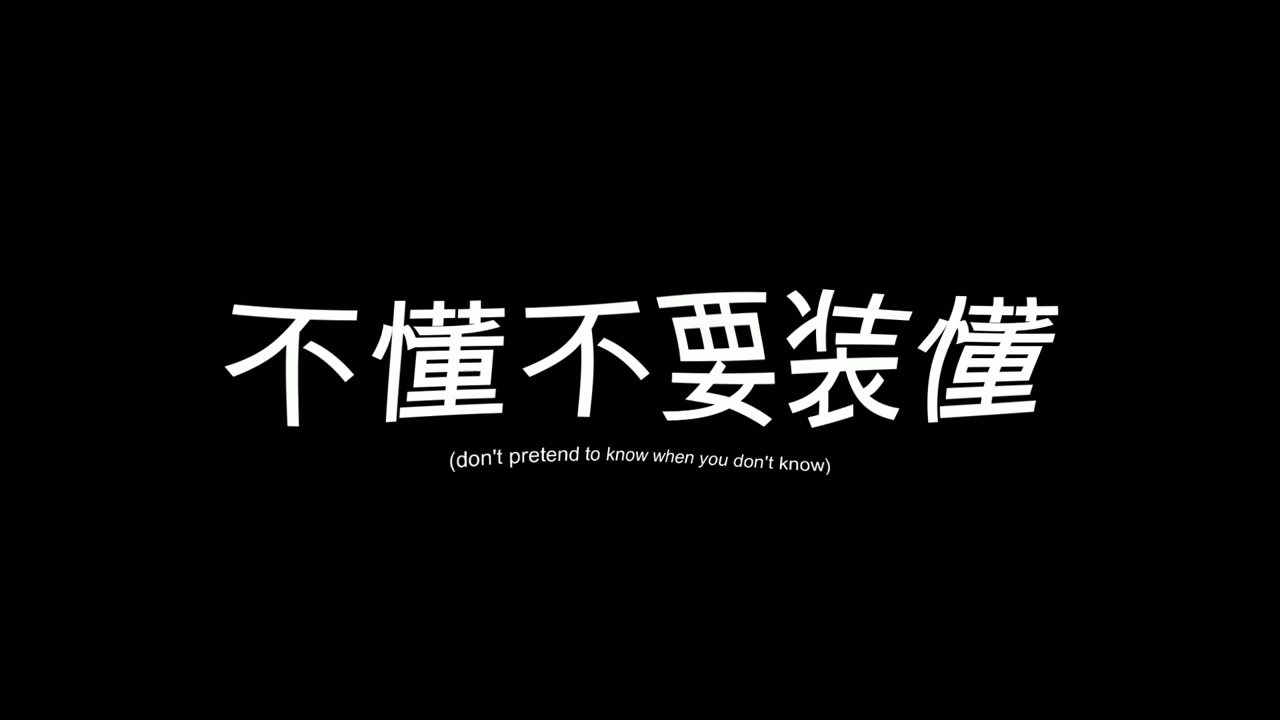 不懂不要装懂
(don't pretend to know when you don't know)